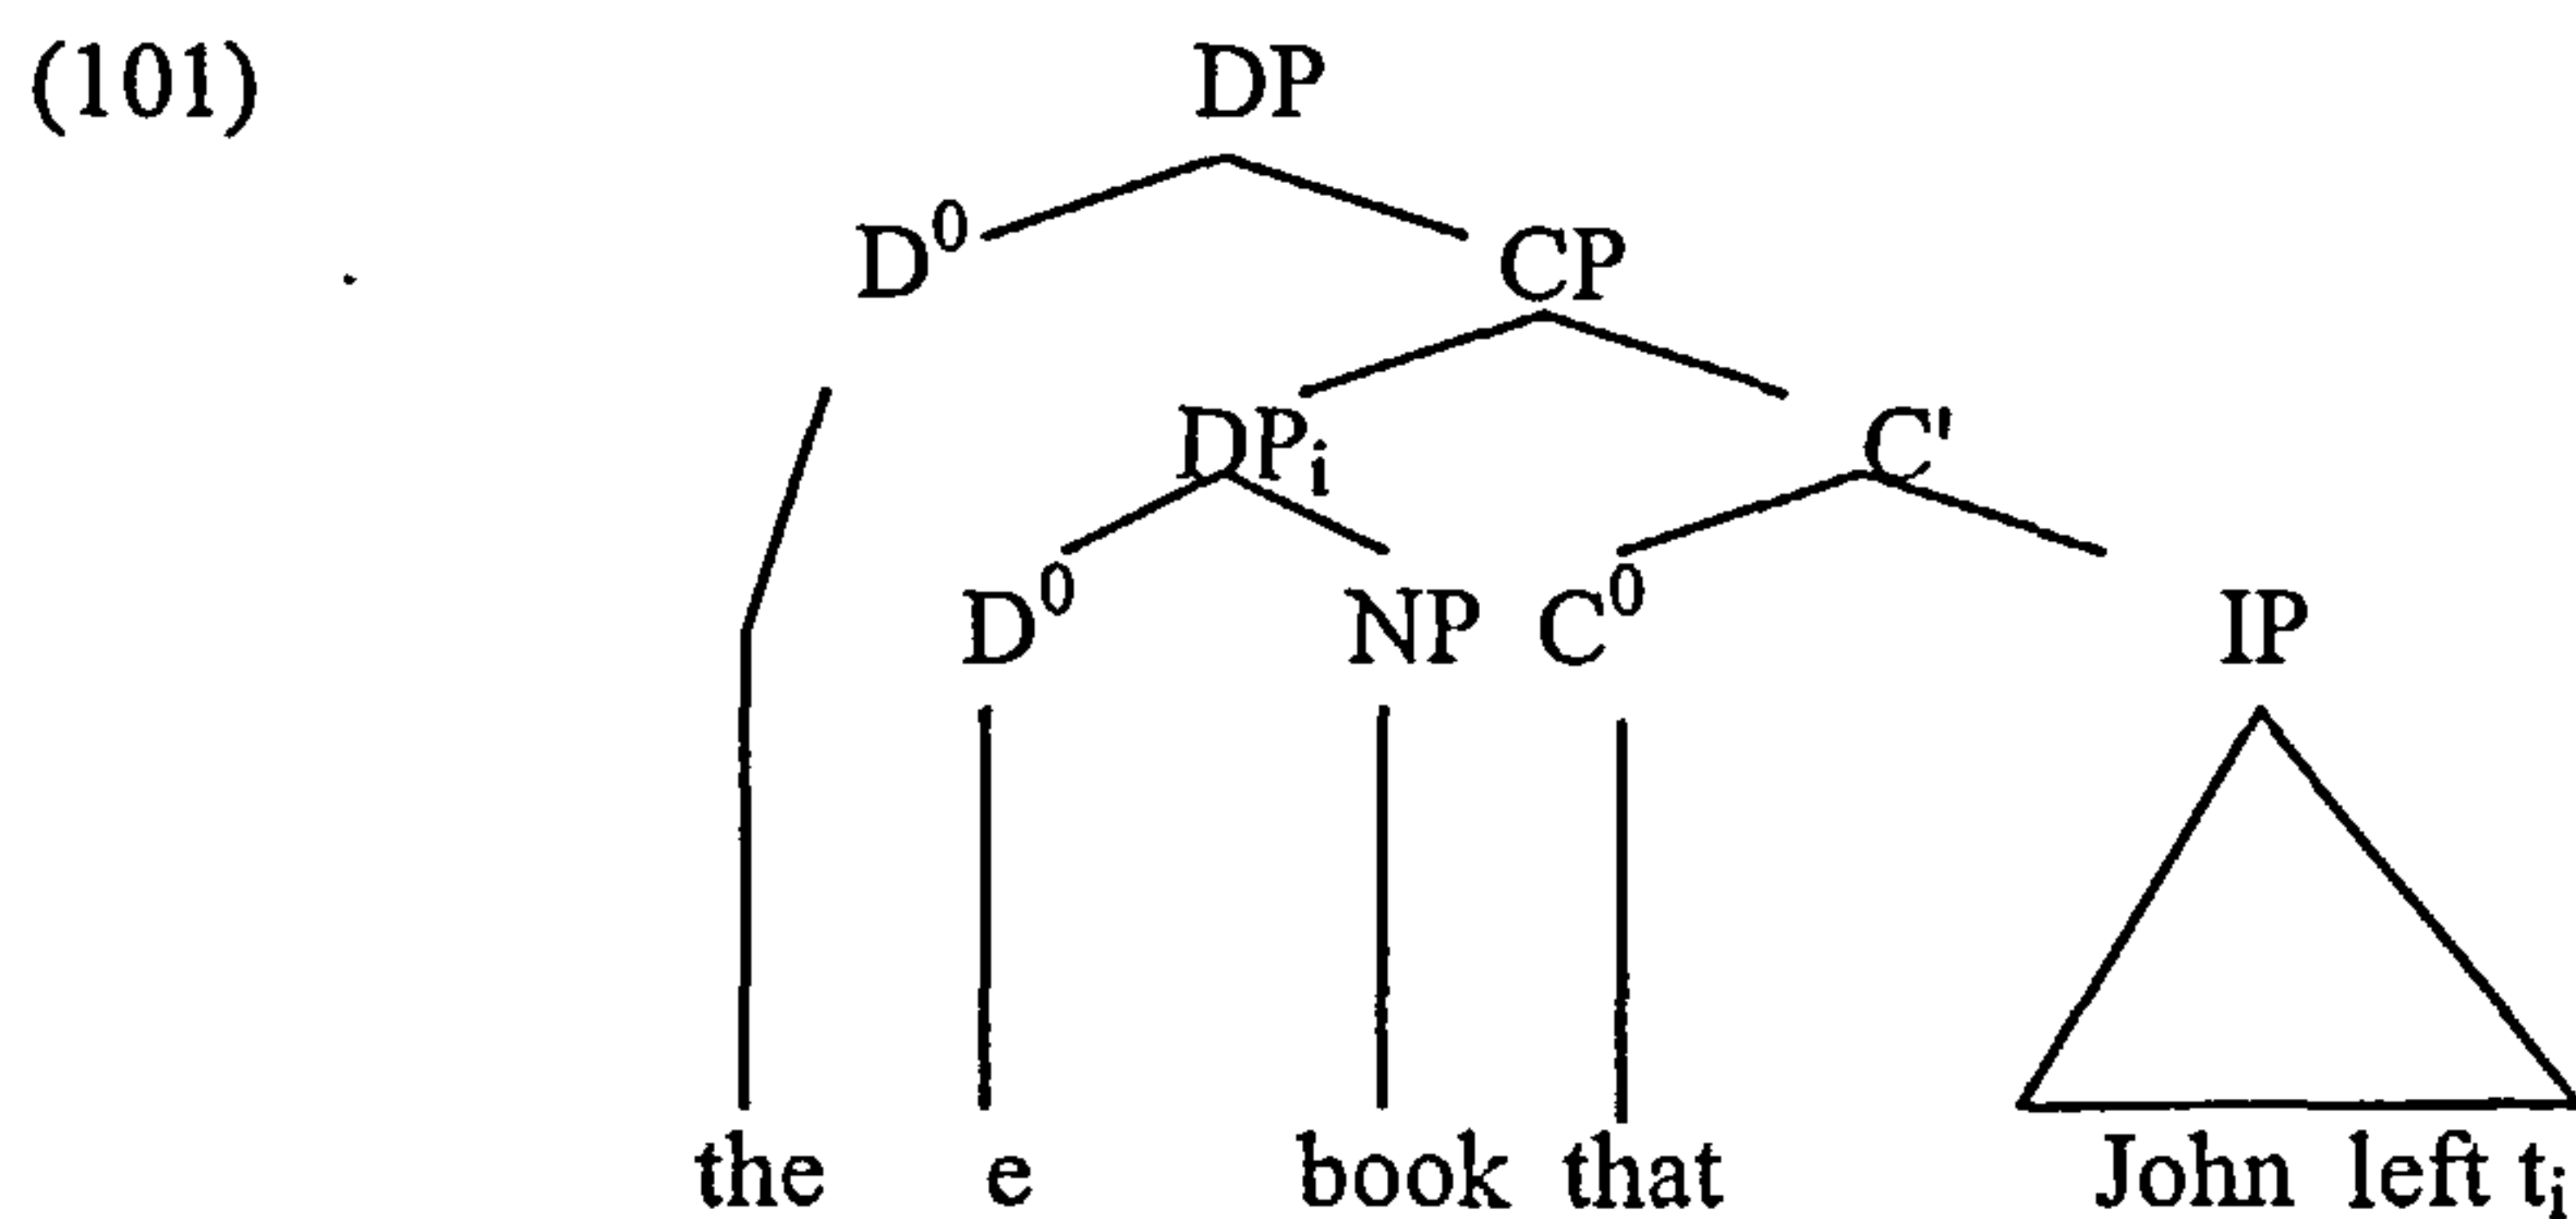 (101) DP
D⁰ CP
DPᵢ C'
D⁰ NP C⁰ IP
the e book that John left tᵢ